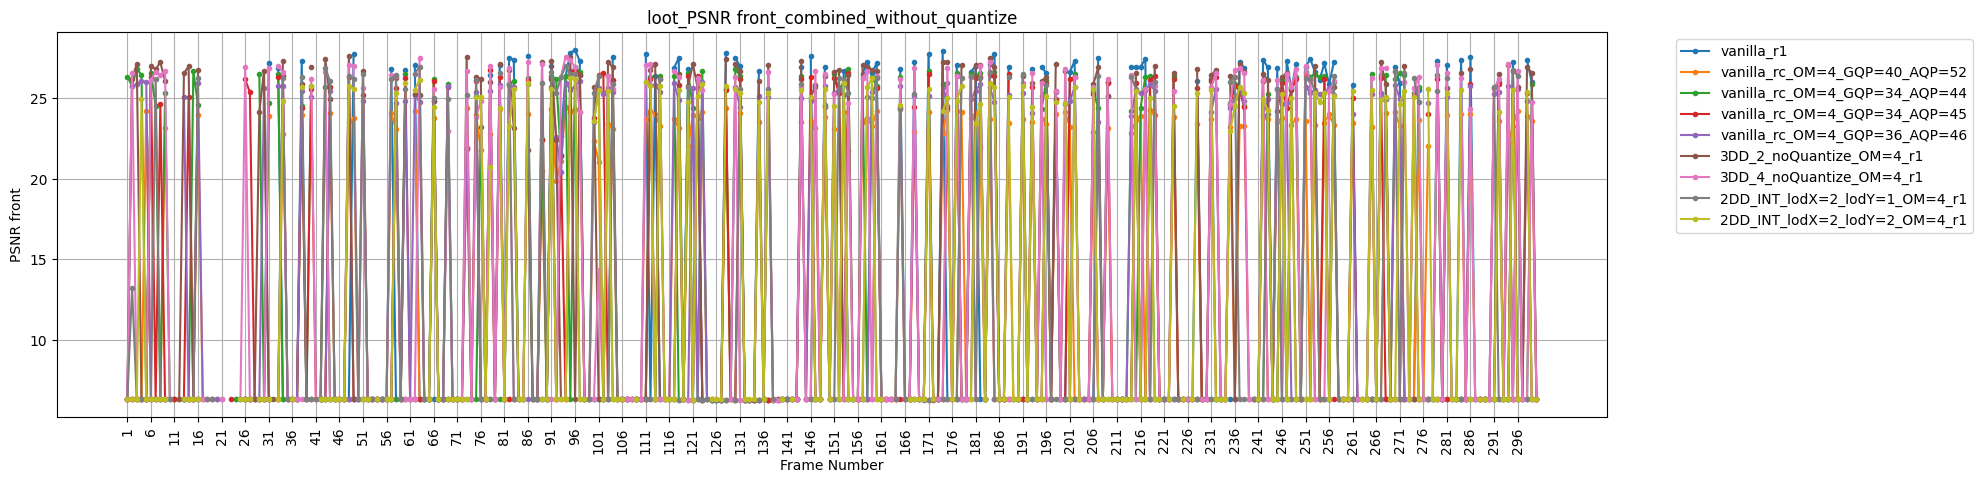 loot_PSNR front_combined_without_quantize
PSNR front
25
20
15
10
1 6 11 16 21 26 31 36 41 46 51 56 61 66 71 76 81 86 91 96 101 106 111 116 121 126 131 136 141 146 151 156 161 166 171 176 181 186 191 196 201 206 211 216 221 226 231 236 241 246 251 256 261 266 271 276 281 286 291 296
Frame Number
vanilla_r1
vanilla_rc_OM=4_GQP=40_AQP=52
vanilla_rc_OM=4_GQP=34_AQP=44
vanilla_rc_OM=4_GQP=34_AQP=45
vanilla_rc_OM=4_GQP=36_AQP=46
3DD_2_noQuantize_OM=4_r1
3DD_4_noQuantize_OM=4_r1
2DD_INT_lodX=2_lodY=1_OM=4_r1
2DD_INT_lodX=2_lodY=2_OM=4_r1